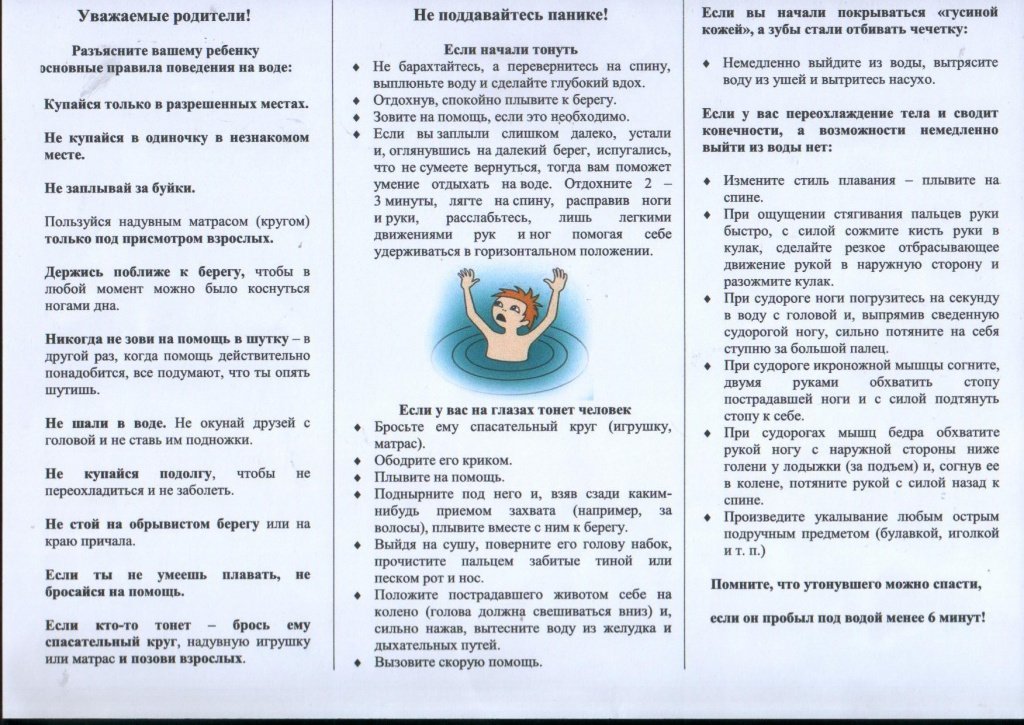 Уважаемые родители!
Разъясните вашему ребенку
основные правила поведения на воде:
Купайся только в разрешенных местах.
Не купайся в одиночку в незнакомом
месте.
Не заплывай за буйки.
Пользуйся надувным матрасом (кругом)
только под присмотром взрослых.
Держись поближе к берегу, чтобы в
любой момент можно было коснуться
ногами дна.
Никогда не зови на помощь в шутку – в
другой раз, когда помощь действительно
понадобится, все подумают, что ты опять
шутишь.
Не шали в воде. Не окунай друзей с
головой и не ставь им подножки.
Не купайся подолгу, чтобы не
переохладиться и не заболеть.
Не стой на обрывистом берегу или на
краю причала.
Если ты не умеешь плавать, не
бросайся на помощь.
Если кто-то тонет – брось ему
спасательный круг, надувную игрушку
или матрас и позови взрослых.
Не поддавайтесь панике!
Если начали тонуть
♦ Не барахтайтесь, а перевернитесь на спину,
выплюньте воду и сделайте глубокий вдох.
♦ Отдохнув, спокойно плывите к берегу.
♦ Зовите на помощь, если это необходимо.
♦ Если вы заплыли слишком далеко, устали
и, оглянувшись на далекий берег, испугались,
что не сумеете вернуться, тогда вам поможет
умение отдыхать на воде. Отдохните 2 –
3 минуты, лягте на спину, расправив ноги
и руки, расслабьтесь, лишь легкими
движениями рук и ног помогая себе
удерживаться в горизонтальном положении.
Если у вас на глазах тонет человек
♦ Бросьте ему спасательный круг (игрушку,
матрас).
♦ Ободрите его криком.
♦ Плывите на помощь.
♦ Поднырните под него и, взяв сзади каким-
нибудь приемом захвата (например, за
волосы), плывите вместе с ним к берегу.
♦ Выйдя на сушу, поверните его голову набок,
прочистите пальцем забитые тиной или
песком рот и нос.
♦ Положите пострадавшего животом себе на
колено (голова должна свешиваться вниз) и,
сильно нажав, вытесните воду из желудка и
дыхательных путей.
♦ Вызовите скорую помощь.
Если вы начали покрываться «гусиной
кожей», а зубы стали отбивать чечетку:
♦ Немедленно выйдите из воды, вытрясите
воду из ушей и вытритесь насухо.
Если у вас переохлаждение тела и сводит
конечности, а возможности немедленно
выйти из воды нет:
♦ Измените стиль плавания – плывите на
спине.
♦ При ощущении стягивания пальцев руки
быстро, с силой сожмите кисть руки в
кулак, сделайте резкое отбрасывающее
движение рукой в наружную сторону и
разожмите кулак.
♦ При судороге ноги погрузитесь на секунду
в воду с головой и, выпрямив сведенную
судорогой ногу, сильно потяните на себя
ступню за большой палец.
♦ При судороге икроножной мышцы согните,
двумя руками обхватить стопу
пострадавшей ноги и с силой подтянуть
стопу к себе.
♦ При судорогах мышц бедра обхватите
рукой ногу с наружной стороны ниже
голени у лодыжки (за подъем) и, согнув ее
в колене, потяните рукой с силой назад к
спине.
♦ Произведите укалывание любым острым
подручным предметом (булавкой, иголкой
и т. п.)
Помните, что утонувшего можно спасти,
если он пробыл под водой менее 6 минут!